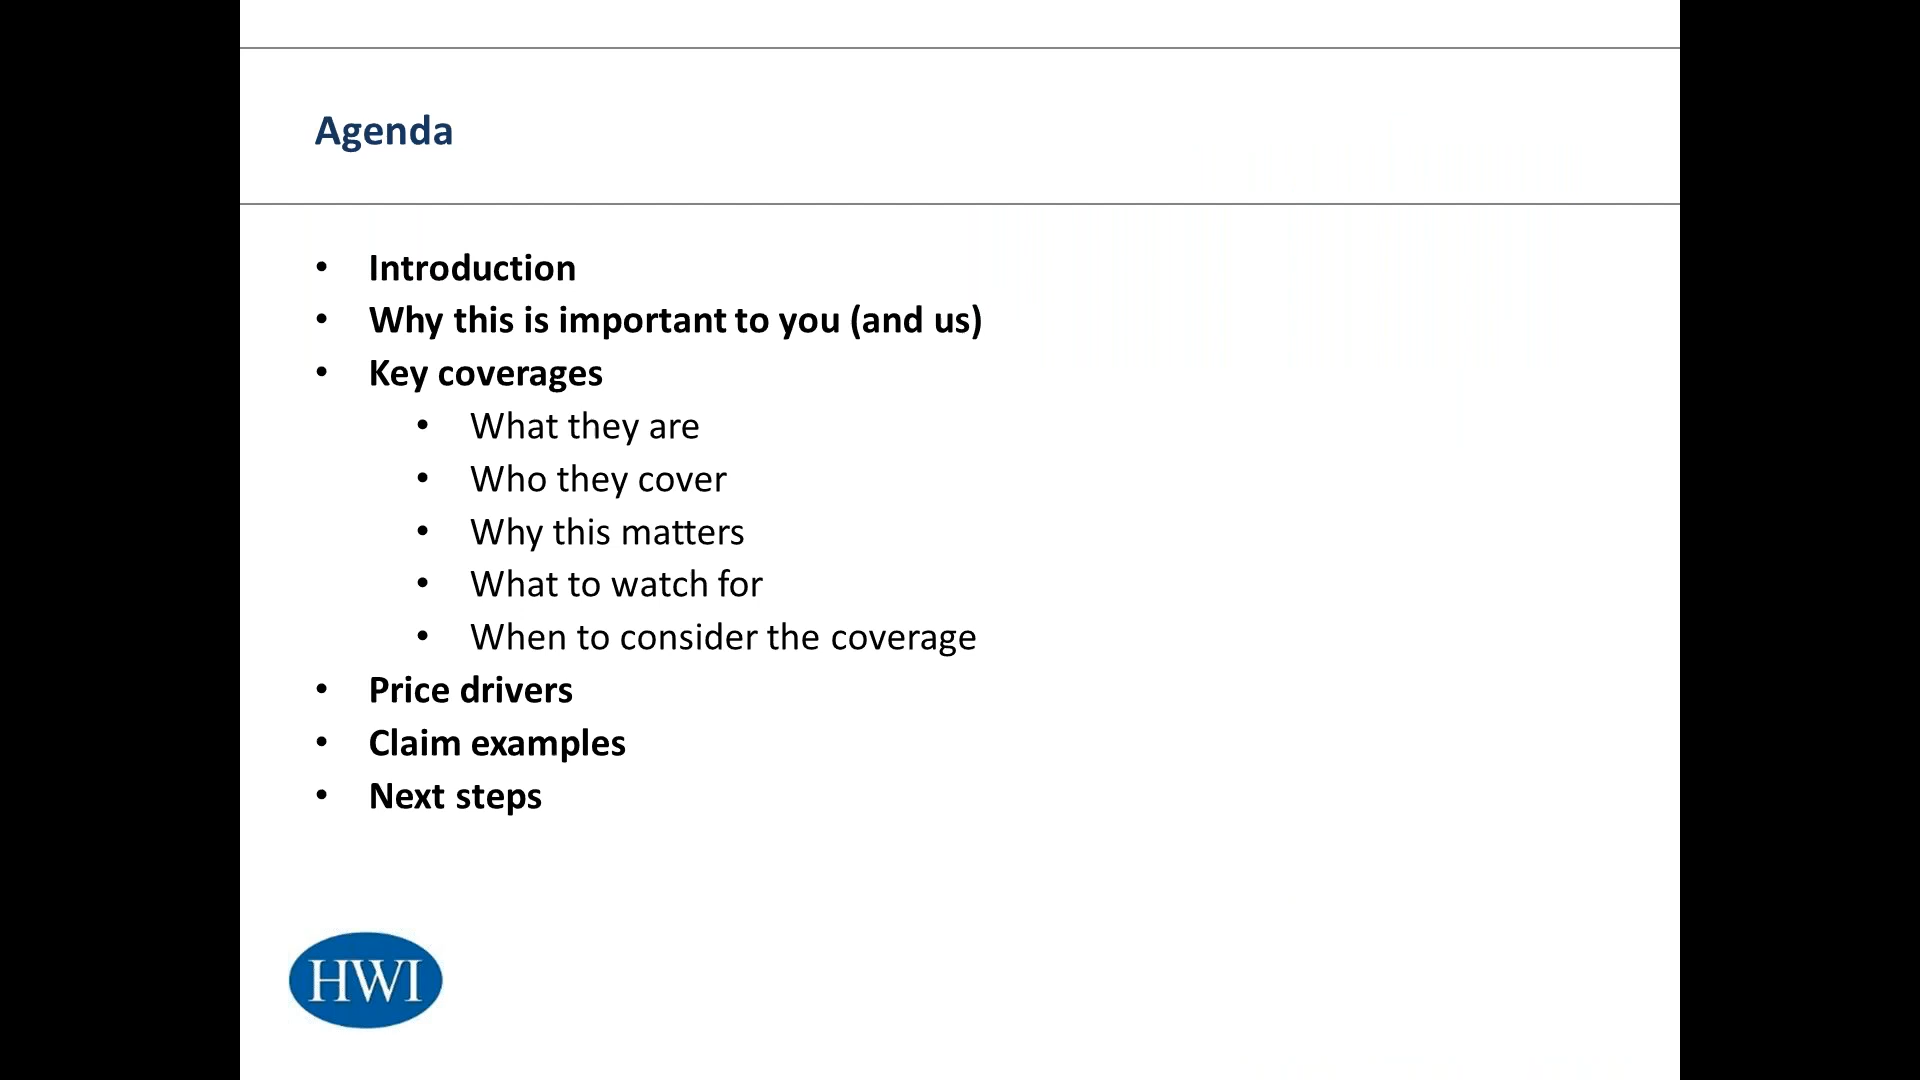 Agenda
• Introduction
• Why this is important to you (and us)
• Key coverages
• What they are
• Who they cover
• Why this matters
• What to watch for
• When to consider the coverage
• Price drivers
• Claim examples
• Next steps
HWI